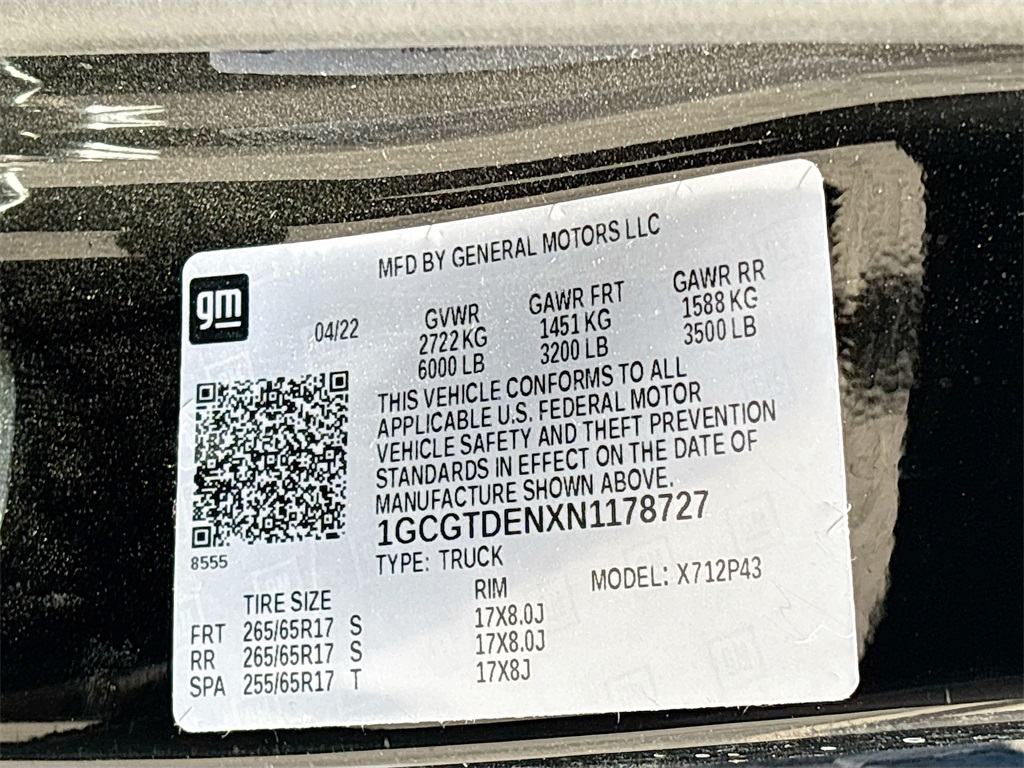 MFD BY GENERAL MOTORS LLC
gm
04/22 GVWR GAWR FRT GAWR RR
2722 KG 1451 KG 1588 KG
6000 LB 3200 LB 3500 LB
THIS VEHICLE CONFORMS TO ALL
APPLICABLE U.S. FEDERAL MOTOR
VEHICLE SAFETY AND THEFT PREVENTION
STANDARDS IN EFFECT ON THE DATE OF
MANUFACTURE SHOWN ABOVE.
1GCGTDENXN1178727
8555
TYPE: TRUCK MODEL: X712P43
TIRE SIZE RIM
FRT 265/65R17 S 17X8.0J
RR 265/65R17 S 17X8.0J
SPA 255/65R17 T 17X8J